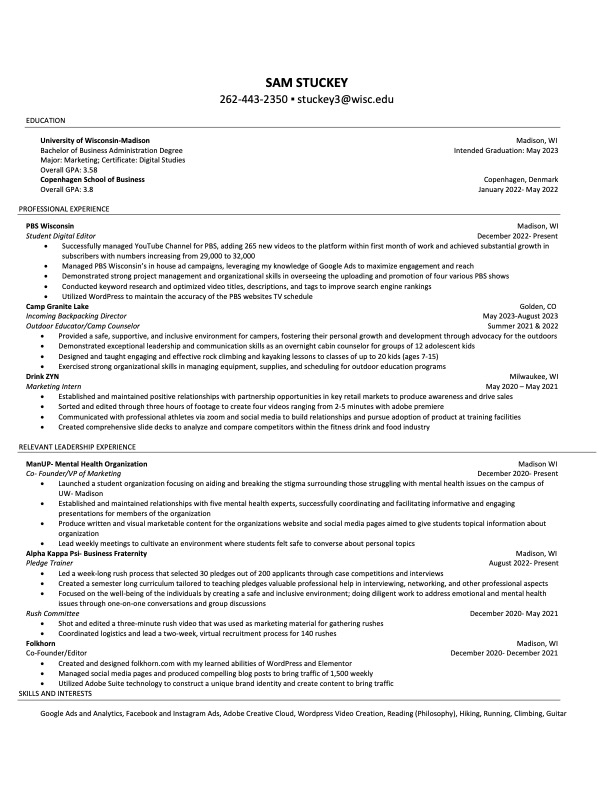 SAM STUCKEY
262-443-2350 ▪ stuckey3@wisc.edu
EDUCATION
University of Wisconsin-Madison Madison, WI
Bachelor of Business Administration Degree Intended Graduation: May 2023
Major: Marketing; Certificate: Digital Studies
Overall GPA: 3.58
Copenhagen School of Business Copenhagen, Denmark
Overall GPA: 3.8 January 2022- May 2022
PROFESSIONAL EXPERIENCE
PBS Wisconsin Madison, WI
Student Digital Editor December 2022- Present
• Successfully managed YouTube Channel for PBS, adding 265 new videos to the platform within first month of work and achieved substantial growth in
subscribers with numbers increasing from 29,000 to 32,000
• Managed PBS Wisconsin's in house ad campaigns, leveraging my knowledge of Google Ads to maximize engagement and reach
• Demonstrated strong project management and organizational skills in overseeing the uploading and promotion of four various PBS shows
• Conducted keyword research and optimized video titles, descriptions, and tags to improve search engine rankings
• Utilized WordPress to maintain the accuracy of the PBS websites TV schedule
Camp Granite Lake Golden, CO
Incoming Backpacking Director May 2023-August 2023
Outdoor Educator/Camp Counselor Summer 2021 & 2022
• Provided a safe, supportive, and inclusive environment for campers, fostering their personal growth and development through advocacy for the outdoors
• Demonstrated exceptional leadership and communication skills as an overnight cabin counselor for groups of 12 adolescent kids
• Designed and taught engaging and effective rock climbing and kayaking lessons to classes of up to 20 kids (ages 7-15)
• Exercised strong organizational skills in managing equipment, supplies, and scheduling for outdoor education programs
Drink ZYN Milwaukee, WI
Marketing Intern May 2020 – May 2021
• Established and maintained positive relationships with partnership opportunities in key retail markets to produce awareness and drive sales
• Sorted and edited through three hours of footage to create four videos ranging from 2-5 minutes with adobe premiere
• Communicated with professional athletes via zoom and social media to build relationships and pursue adoption of product at training facilities
• Created comprehensive slide decks to analyze and compare competitors within the fitness drink and food industry
RELEVANT LEADERSHIP EXPERIENCE
ManUP- Mental Health Organization Madison WI
Co- Founder/VP of Marketing December 2020- Present
• Launched a student organization focusing on aiding and breaking the stigma surrounding those struggling with mental health issues on the campus of
UW- Madison
• Established and maintained relationships with five mental health experts, successfully coordinating and facilitating informative and engaging
presentations for members of the organization
• Produce written and visual marketable content for the organizations website and social media pages aimed to give students topical information about
organization
• Lead weekly meetings to cultivate an environment where students felt safe to converse about personal topics
Alpha Kappa Psi- Business Fraternity Madison, WI
Pledge Trainer August 2022- Present
• Led a week-long rush process that selected 30 pledges out of 200 applicants through case competitions and interviews
• Created a semester long curriculum tailored to teaching pledges valuable professional help in interviewing, networking, and other professional aspects
• Focused on the well-being of the individuals by creating a safe and inclusive environment; doing diligent work to address emotional and mental health
issues through one-on-one conversations and group discussions
Rush Committee December 2020- May 2021
• Shot and edited a three-minute rush video that was used as marketing material for gathering rushes
• Coordinated logistics and lead a two-week, virtual recruitment process for 140 rushes
Folkhorn Madison, WI
Co-Founder/Editor December 2020- December 2021
• Created and designed folkhorn.com with my learned abilities of WordPress and Elementor
• Managed social media pages and produced compelling blog posts to bring traffic of 1,500 weekly
• Utilized Adobe Suite technology to construct a unique brand identity and create content to bring traffic
SKILLS AND INTERESTS
Google Ads and Analytics, Facebook and Instagram Ads, Adobe Creative Cloud, Wordpress Video Creation, Reading (Philosophy), Hiking, Running, Climbing, Guitar